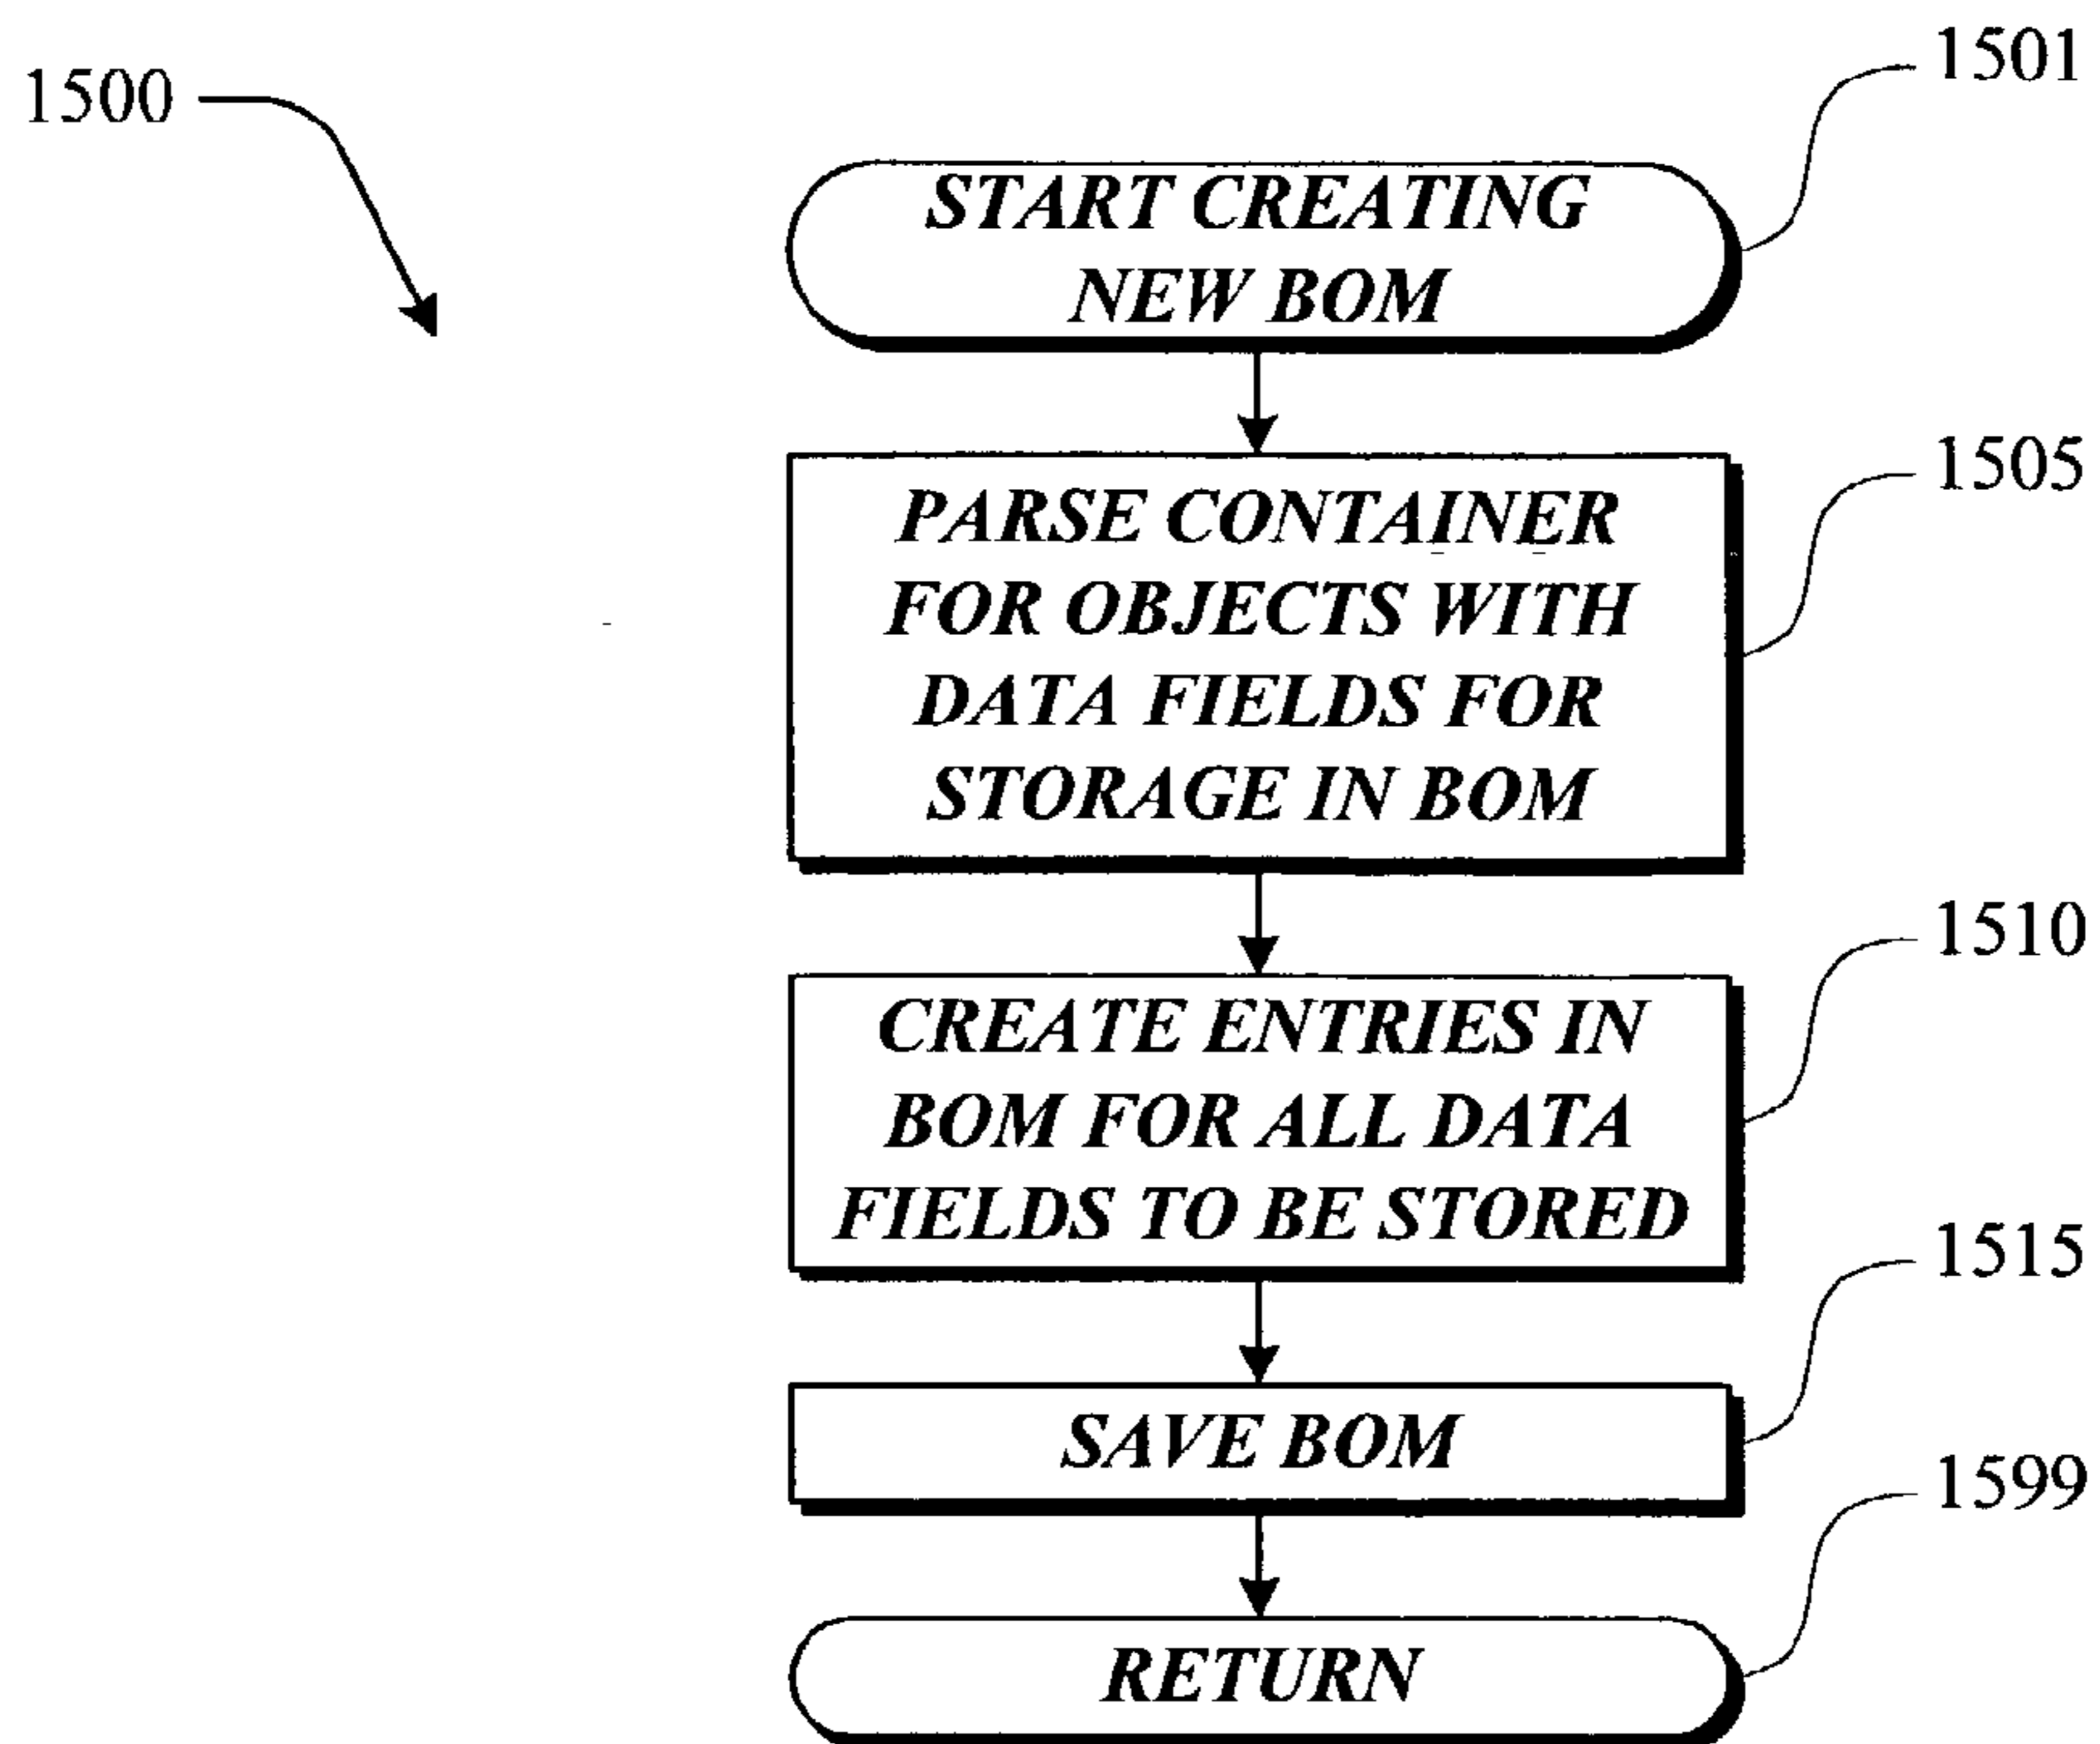 1500
1501
START CREATING
NEW BOM
1505
PARSE CONTAINER
FOR OBJECTS WITH
DATA FIELDS FOR
STORAGE IN BOM
1510
CREATE ENTRIES IN
BOM FOR ALL DATA
FIELDS TO BE STORED
1515
SAVE BOM
1599
RETURN